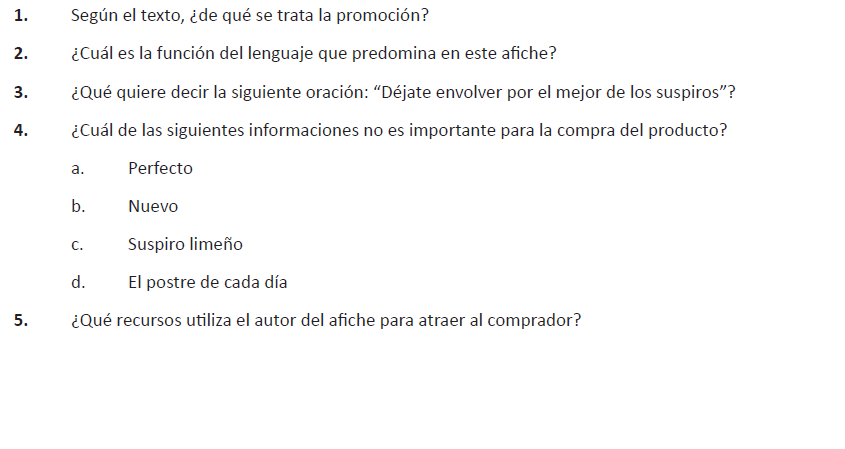 1. Según el texto, ¿de qué se trata la promoción?
2. ¿Cuál es la función del lenguaje que predomina en este afiche?
3. ¿Qué quiere decir la siguiente oración: “Déjate envolver por el mejor de los suspiros”?
4. ¿Cuál de las siguientes informaciones no es importante para la compra del producto?
a. Perfecto
b. Nuevo
c. Suspiro limeño
d. El postre de cada día
5. ¿Qué recursos utiliza el autor del afiche para atraer al comprador?